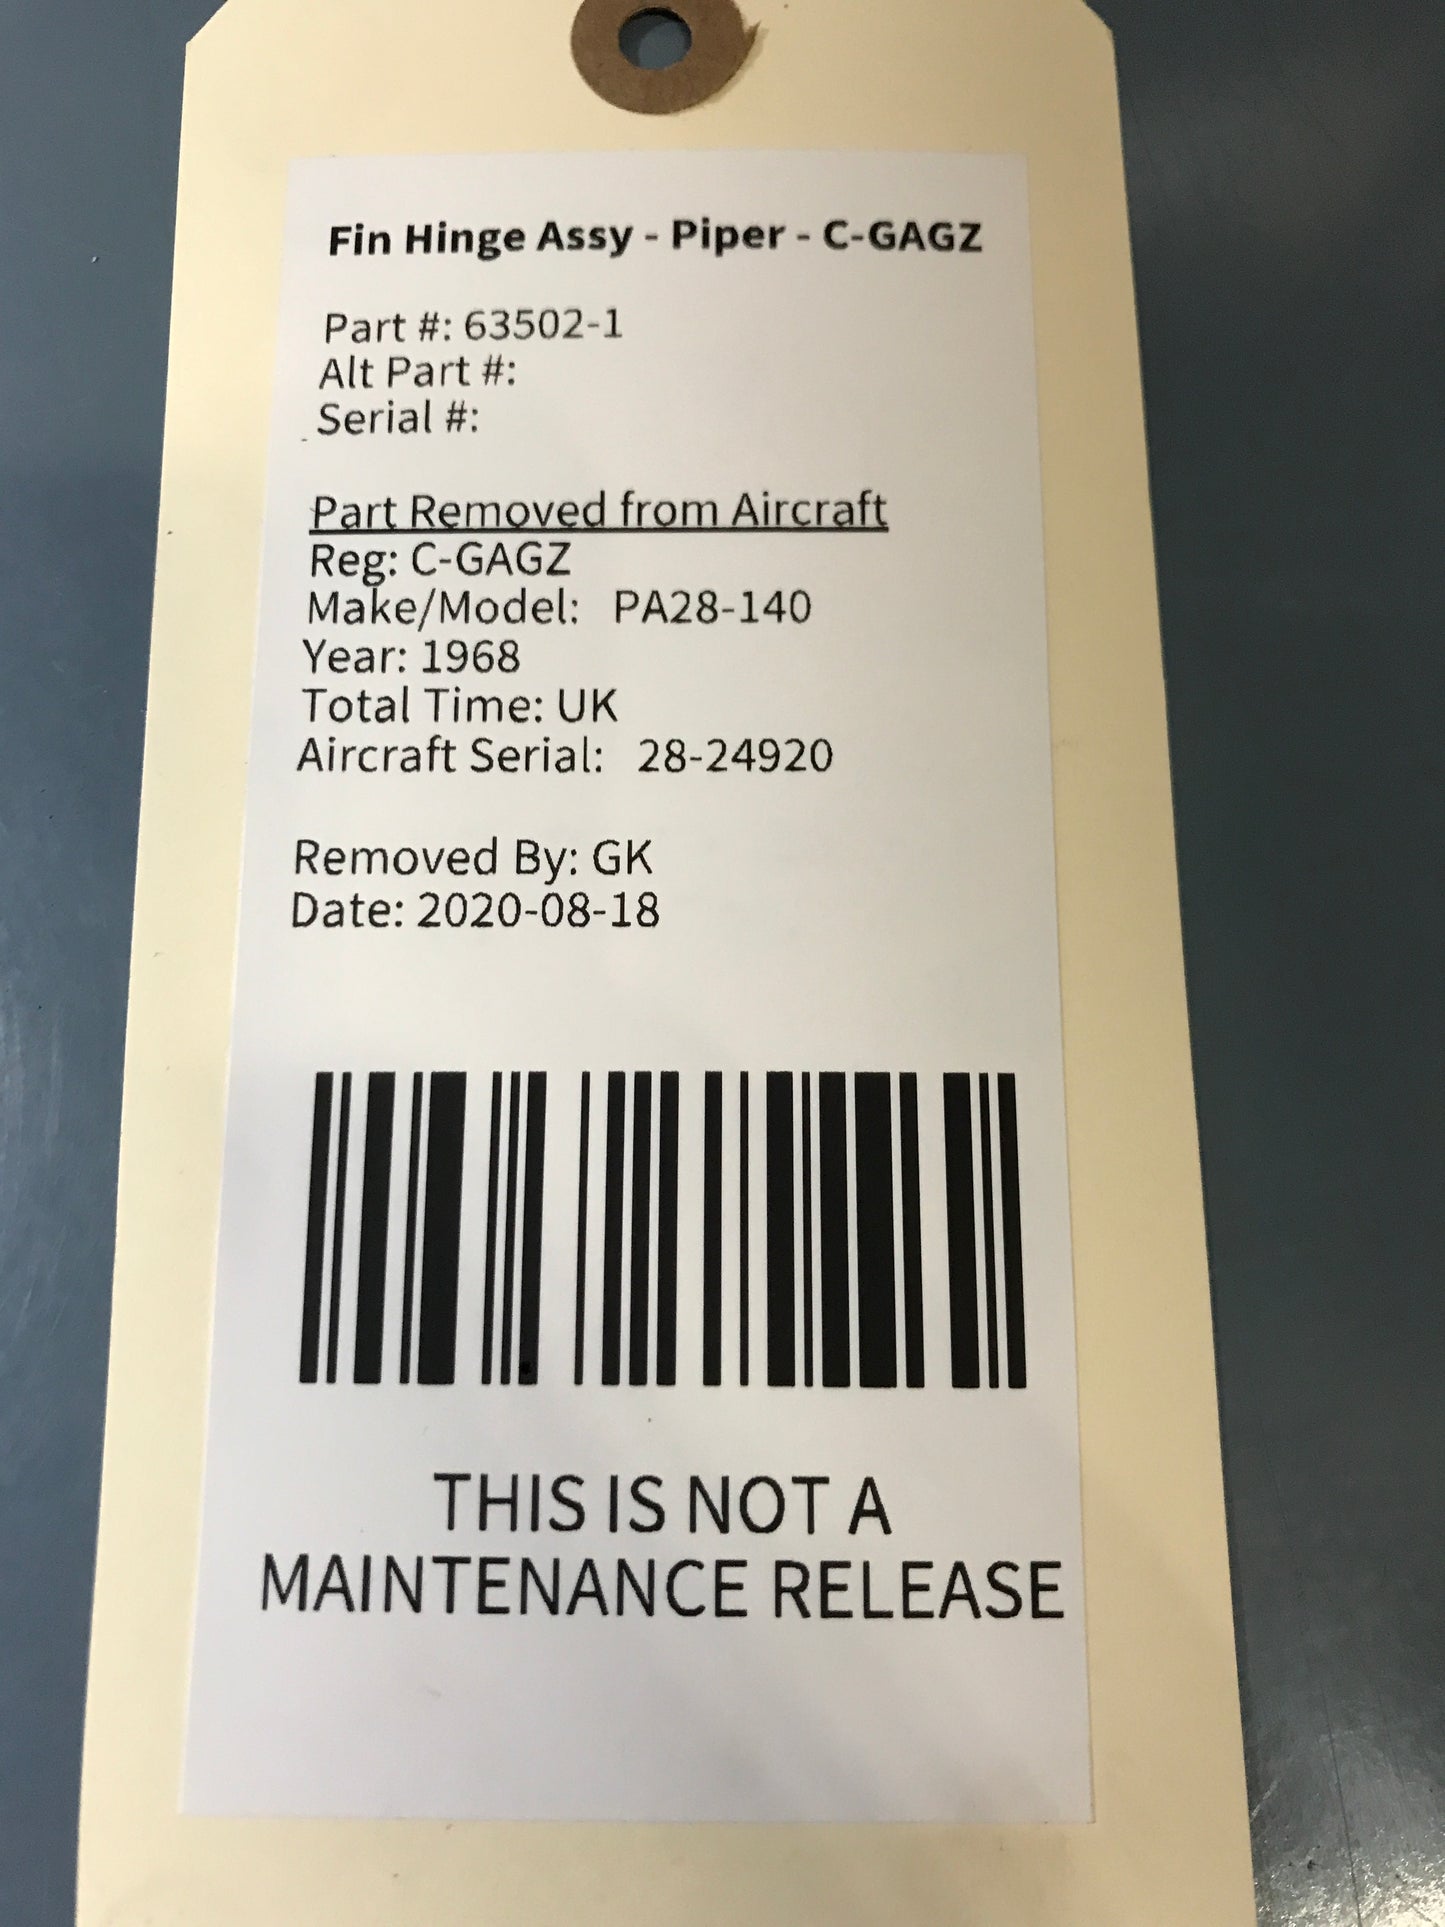 Fin Hinge Assy - Piper - C-GAGZ
Part #: 63502-1
Alt Part #:
Serial #:
Part Removed from Aircraft
Reg: C-GAGZ
Make/Model: PA28-140
Year: 1968
Total Time: UK
Aircraft Serial: 28-24920
Removed By: GK
Date: 2020-08-18
THIS IS NOT A
MAINTENANCE RELEASE